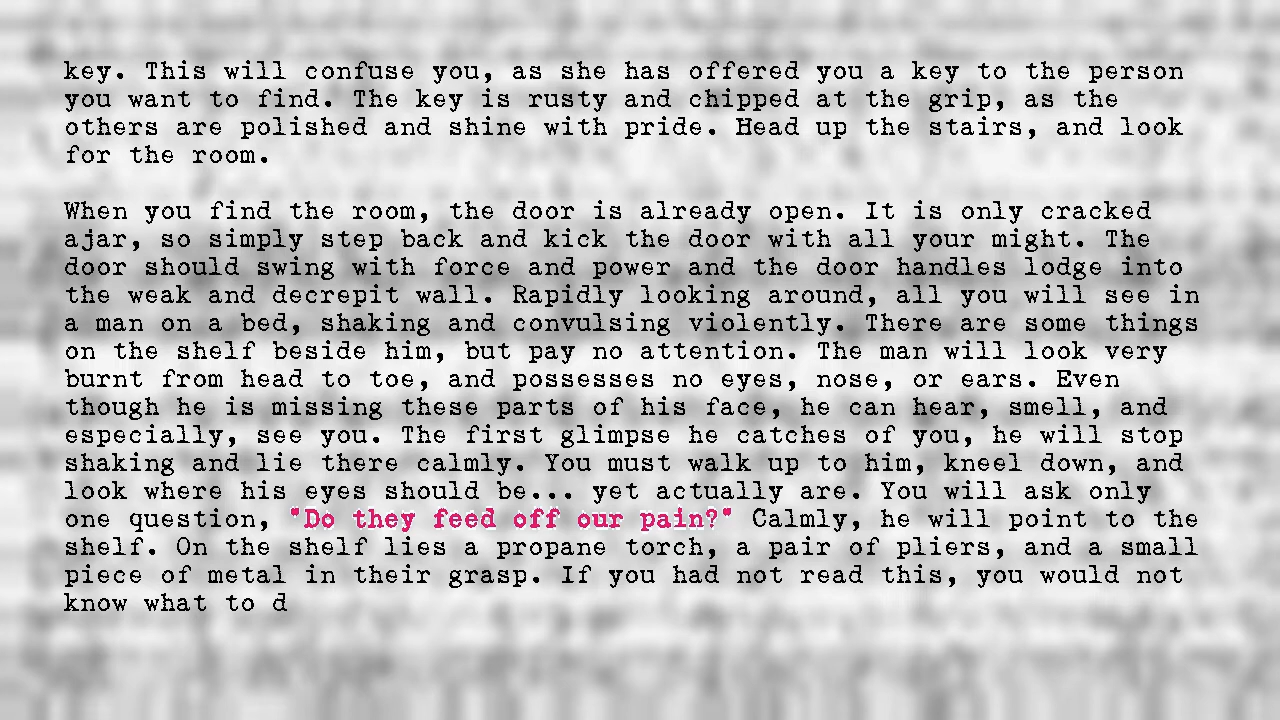 key. This will confuse you, as she has offered you a key to the person
you want to find. The key is rusty and chipped at the grip, as the
others are polished and shine with pride. Head up the stairs, and look
for the room.
When you find the room, the door is already open. It is only cracked
ajar, so simply step back and kick the door with all your might. The
door should swing with force and power and the door handles lodge into
the weak and decrepit wall. Rapidly looking around, all you will see in
a man on a bed, shaking and convulsing violently. There are some things
on the shelf beside him, but pay no attention. The man will look very
burnt from head to toe, and possesses no eyes, nose, or ears. Even
though he is missing these parts of his face, he can hear, smell, and
especially, see you. The first glimpse he catches of you, he will stop
shaking and lie there calmly. You must walk up to him, kneel down, and
look where his eyes should be... yet actually are. You will ask only
one question, "Do they feed off our pain?" Calmly, he will point to the
shelf. On the shelf lies a propane torch, a pair of pliers, and a small
piece of metal in their grasp. If you had not read this, you would not
know what to d